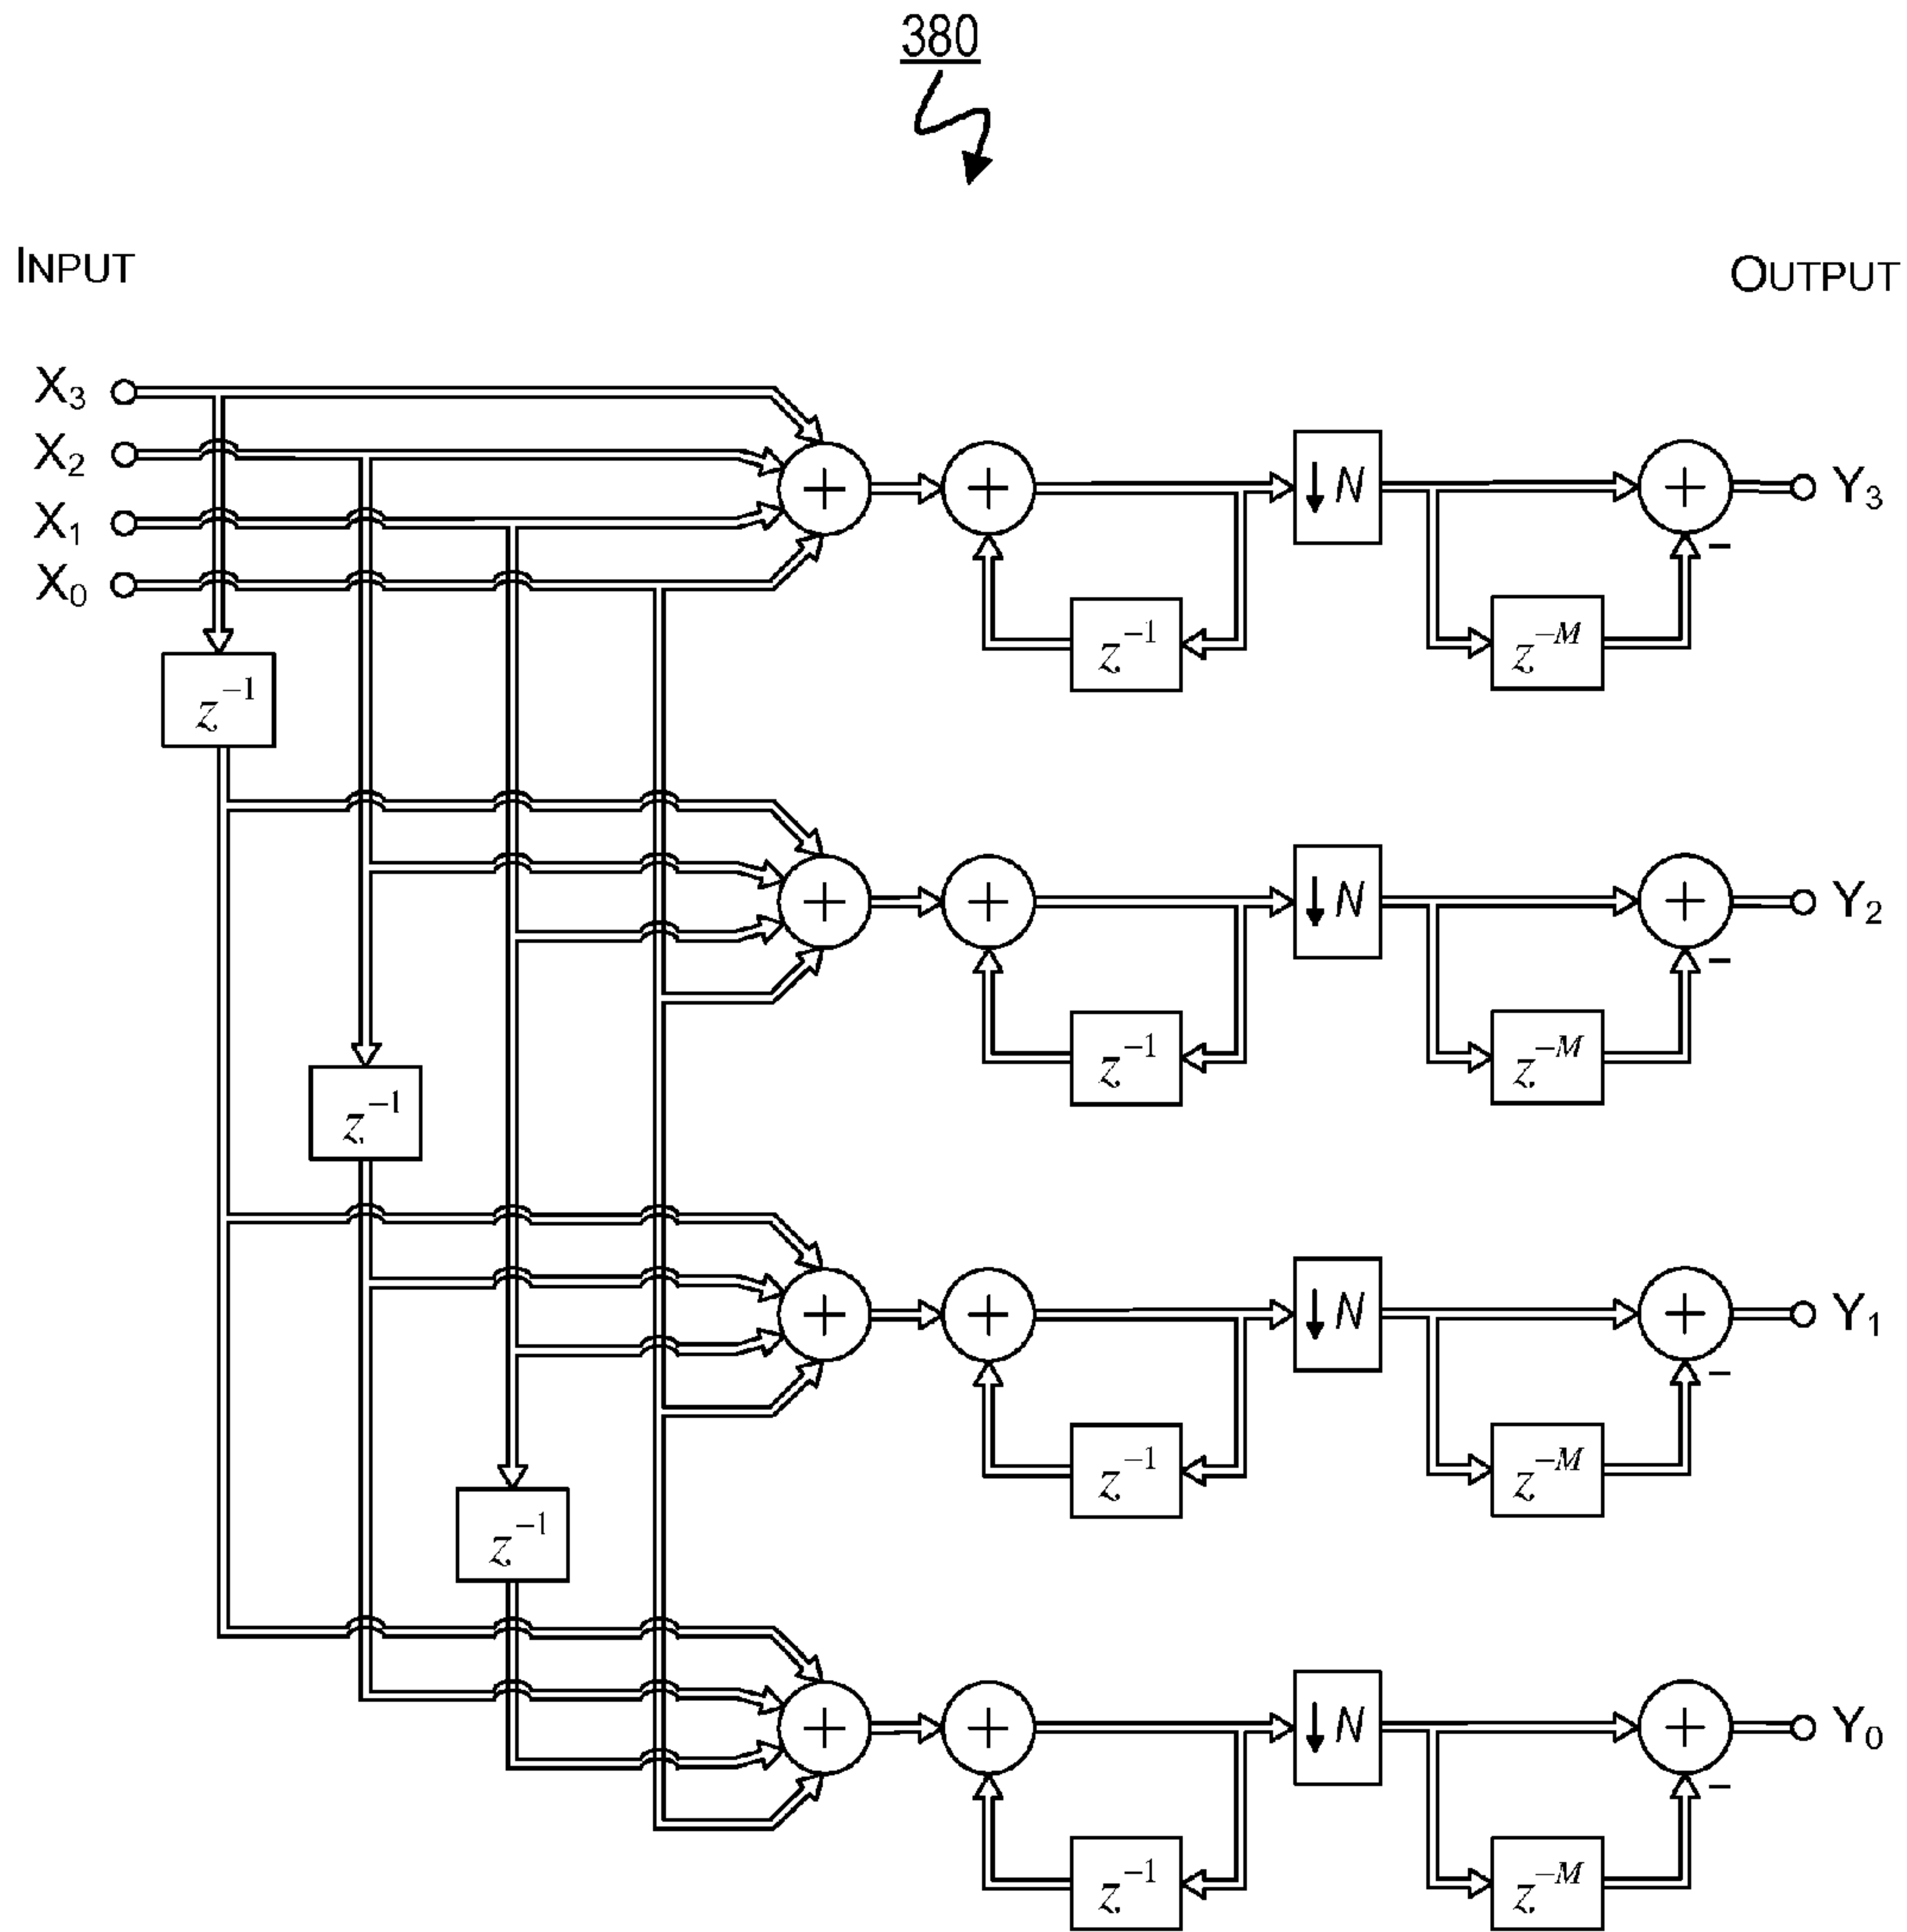 380
INPUT
OUTPUT
X3
X2
X1
X0
+
+
↓ N
+
Y3
−
z^−1
z^−M
z^−1
+
+
↓ N
+
Y2
−
z^−1
z^−M
z^−1
+
+
↓ N
+
Y1
−
z^−1
z^−M
z^−1
+
+
↓ N
+
Y0
−
z^−1
z^−M